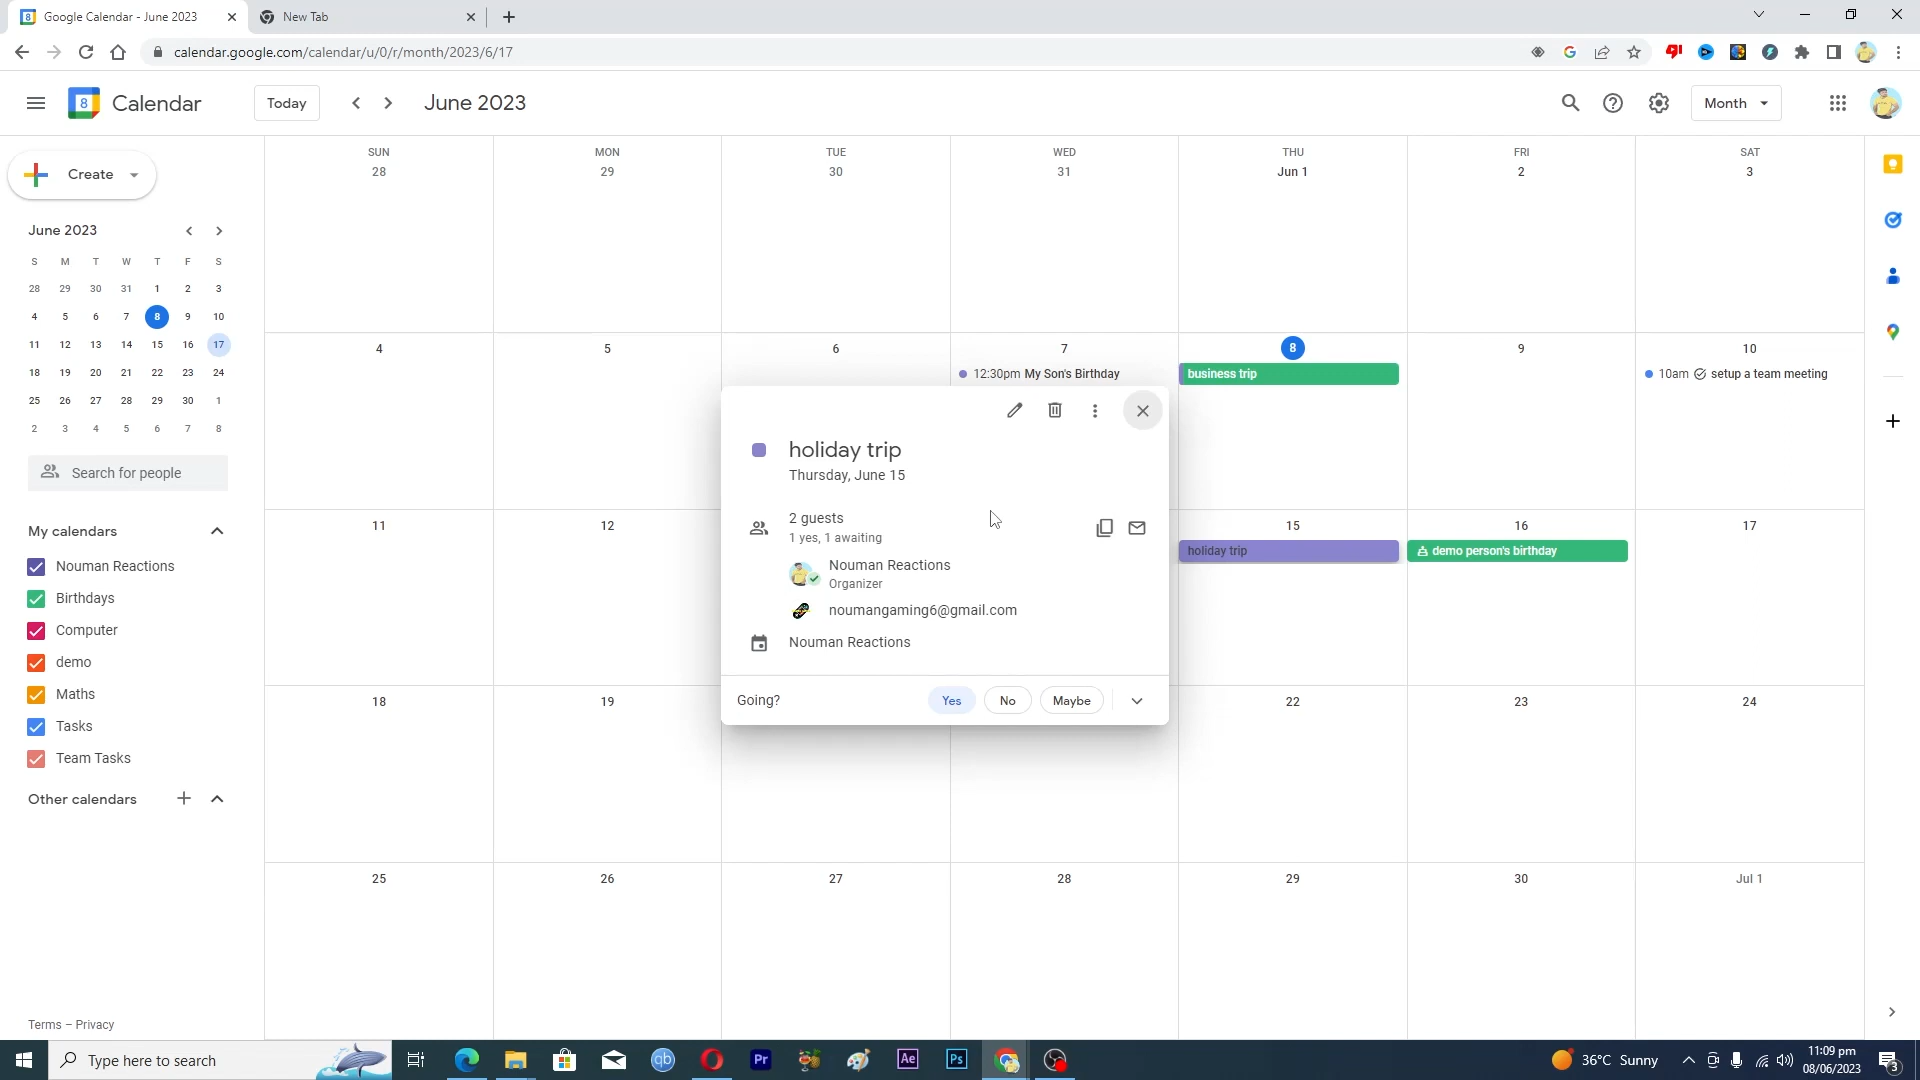 Google Calendar - June 2023
New Tab
calendar.google.com/calendar/u/0/r/month/2023/6/17
8 Calendar Today June 2023 Month
Create
June 2023
S M T W T F S
28 29 30 31 1 2 3
4 5 6 7 8 9 10
11 12 13 14 15 16 17
18 19 20 21 22 23 24
25 26 27 28 29 30 1
2 3 4 5 6 7 8
Search for people
My calendars
Nouman Reactions
Birthdays
Computer
demo
Maths
Tasks
Team Tasks
Other calendars
Terms – Privacy
SUN MON TUE WED THU FRI SAT
28 29 30 31 Jun 1 2 3
4 5 6 7 8 9 10
12:30pm My Son's Birthday
business trip
10am setup a team meeting
11 12 15 16 17
holiday trip
demo person's birthday
18 19 22 23 24
25 26 27 28 29 30 Jul 1
holiday trip
Thursday, June 15
2 guests
1 yes, 1 awaiting
Nouman Reactions
Organizer
noumangaming6@gmail.com
Nouman Reactions
Going? Yes No Maybe
Type here to search
qb
Pr
Ae
Ps
36°C Sunny
11:09 pm
08/06/2023
3